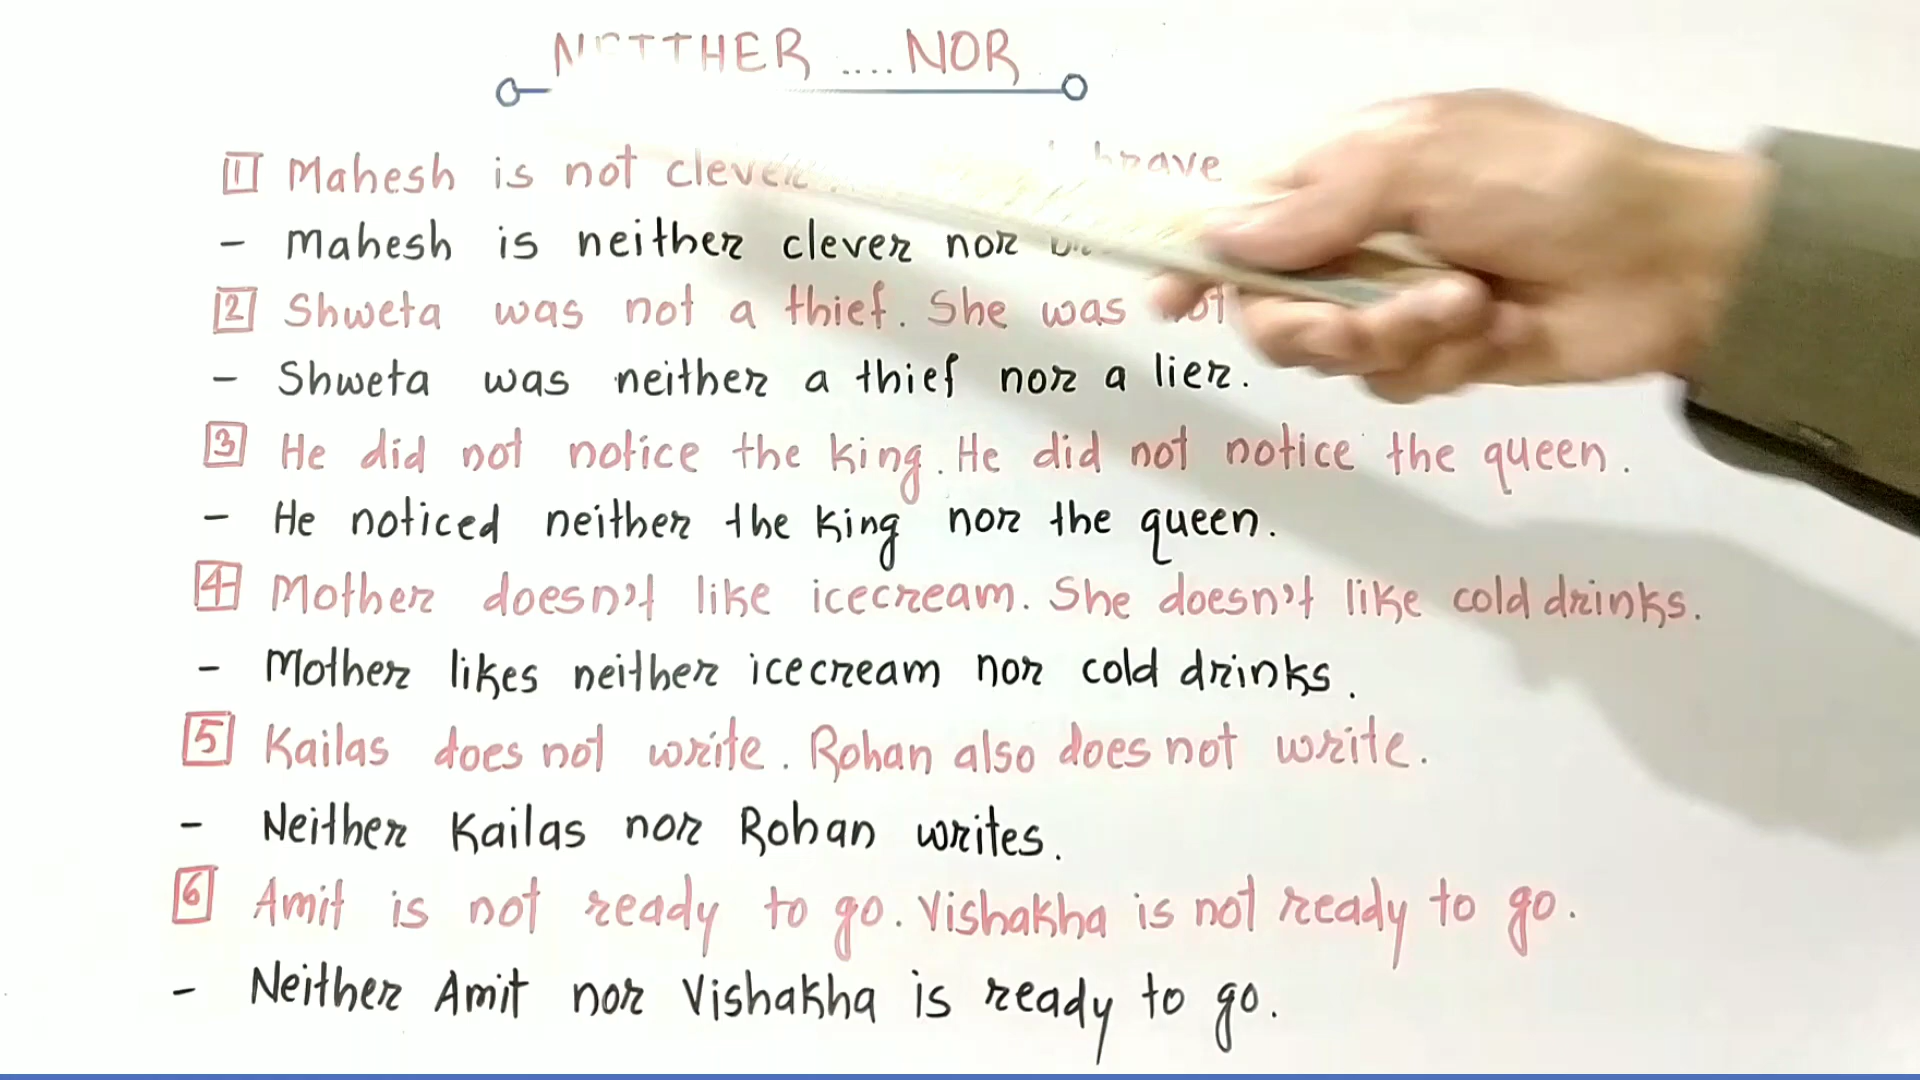 NEITHER .... NOR
1 Mahesh is not clever brave
- Mahesh is neither clever nor
2 Shweta was not a thief. She was not
- Shweta was neither a thief nor a lier.
3 He did not notice the king. He did not notice the queen.
- He noticed neither the king nor the queen.
4 Mother doesn't like icecream. She doesn't like cold drinks.
- Mother likes neither icecream nor cold drinks.
5 Kailas does not write. Rohan also does not write.
- Neither Kailas nor Rohan writes.
6 Amit is not ready to go. Vishakha is not ready to go.
- Neither Amit nor Vishakha is ready to go.